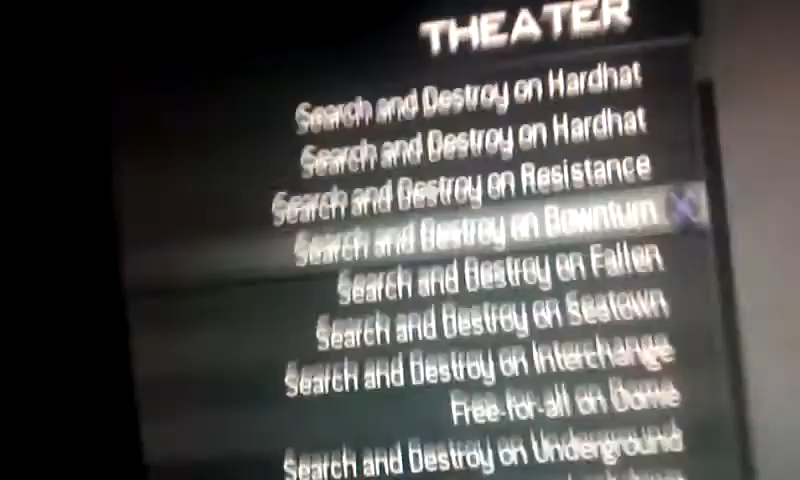 THEATER
Search and Destroy on Hardhat
Search and Destroy on Hardhat
Search and Destroy on Resistance
Search and Destroy on Downturn
Search and Destroy on Fallen
Search and Destroy on Seatown
Search and Destroy on Interchange
Free-for-all on Dome
Search and Destroy on Underground